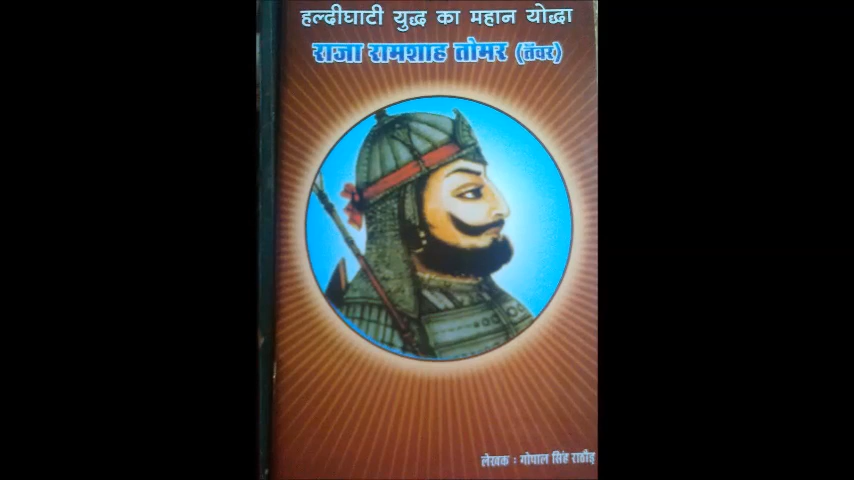 हल्दीघाटी युद्ध का महान योद्धा
राजा रामशाह तोमर (तँवर)
लेखक : गोपाल सिंह राठौड़